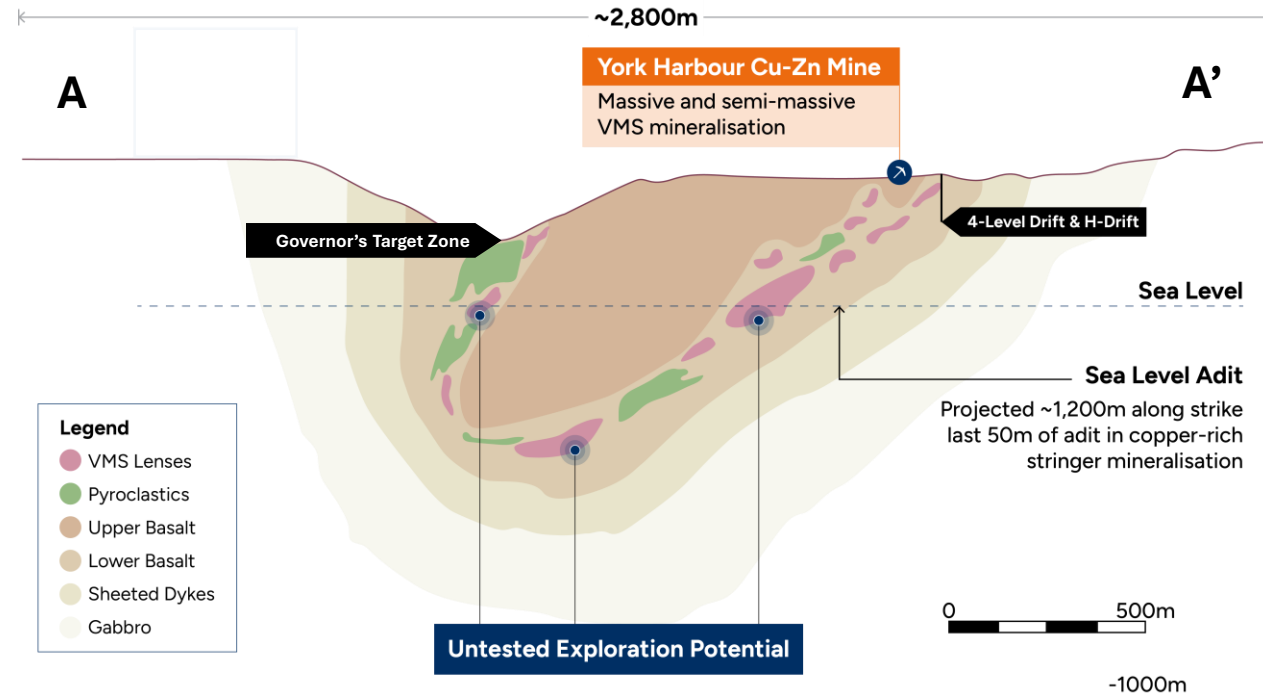 ~2,800m
A
A’
York Harbour Cu-Zn Mine
Massive and semi-massive
VMS mineralisation
Governor’s Target Zone
4-Level Drift & H-Drift
Sea Level
Sea Level Adit
Projected ~1,200m along strike
last 50m of adit in copper-rich
stringer mineralisation
Legend
VMS Lenses
Pyroclastics
Upper Basalt
Lower Basalt
Sheeted Dykes
Gabbro
Untested Exploration Potential
0 500m
-1000m